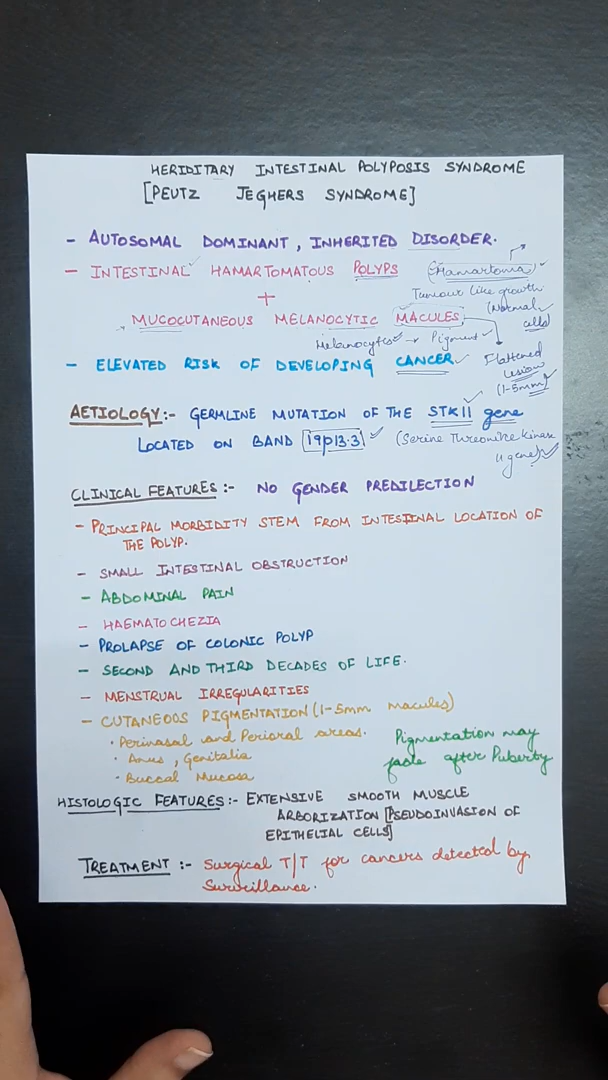 HERIDITARY INTESTINAL POLYPOSIS SYNDROME
[PEUTZ JEGHERS SYNDROME]
- AUTOSOMAL DOMINANT, INHERITED DISORDER.
- INTESTINAL HAMARTOMATOUS POLYPS (Hamartoma)
Tumour like growth
+
(Normal cells)
MUCOCUTANEOUS MELANOCYTIC MACULES
Melanocytes → Pigment
- ELEVATED RISK OF DEVELOPING CANCER
Flattened
lesion
(1-5mm)
AETIOLOGY:- GERMLINE MUTATION OF THE STK11 gene
LOCATED ON BAND 19p13.3 (Serine Threonine kinase
11 gene)
CLINICAL FEATURES:- NO GENDER PREDILECTION
- PRINCIPAL MORBIDITY STEM FROM INTESTINAL LOCATION OF
THE POLYP.
- SMALL INTESTINAL OBSTRUCTION
- ABDOMINAL PAIN
- HAEMATOCHEZIA
- PROLAPSE OF COLONIC POLYP
- SECOND AND THIRD DECADES OF LIFE.
- MENSTRUAL IRREGULARITIES
- CUTANEOUS PIGMENTATION (1-5mm macules)
• Perinasal and Perioral areas.
• Anus, Genitalia
• Buccal Mucosa
Pigmentation may
fade after Puberty
HISTOLOGIC FEATURES:- EXTENSIVE SMOOTH MUSCLE
ARBORIZATION [PSEUDOINVASION OF
EPITHELIAL CELLS]
TREATMENT:- Surgical T/T for cancers detected by
Surveillance.